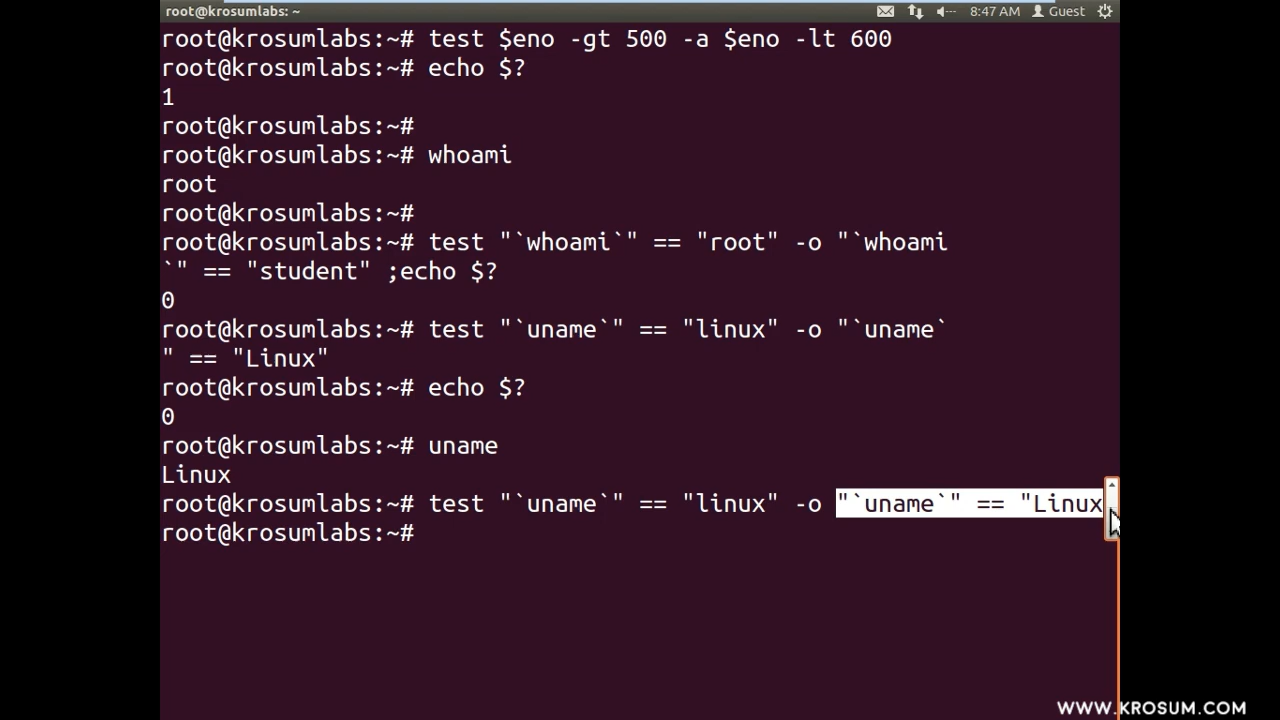 root@krosumlabs: ~
8:47 AM
Guest
root@krosumlabs:~# test $eno -gt 500 -a $eno -lt 600
root@krosumlabs:~# echo $?
1
root@krosumlabs:~#
root@krosumlabs:~# whoami
root
root@krosumlabs:~#
root@krosumlabs:~# test "`whoami`" == "root" -o "`whoami
`" == "student" ;echo $?
0
root@krosumlabs:~# test "`uname`" == "linux" -o "`uname`
" == "Linux"
root@krosumlabs:~# echo $?
0
root@krosumlabs:~# uname
Linux
root@krosumlabs:~# test "`uname`" == "linux" -o "`uname`" == "Linux
root@krosumlabs:~#
WWW.KROSUM.COM